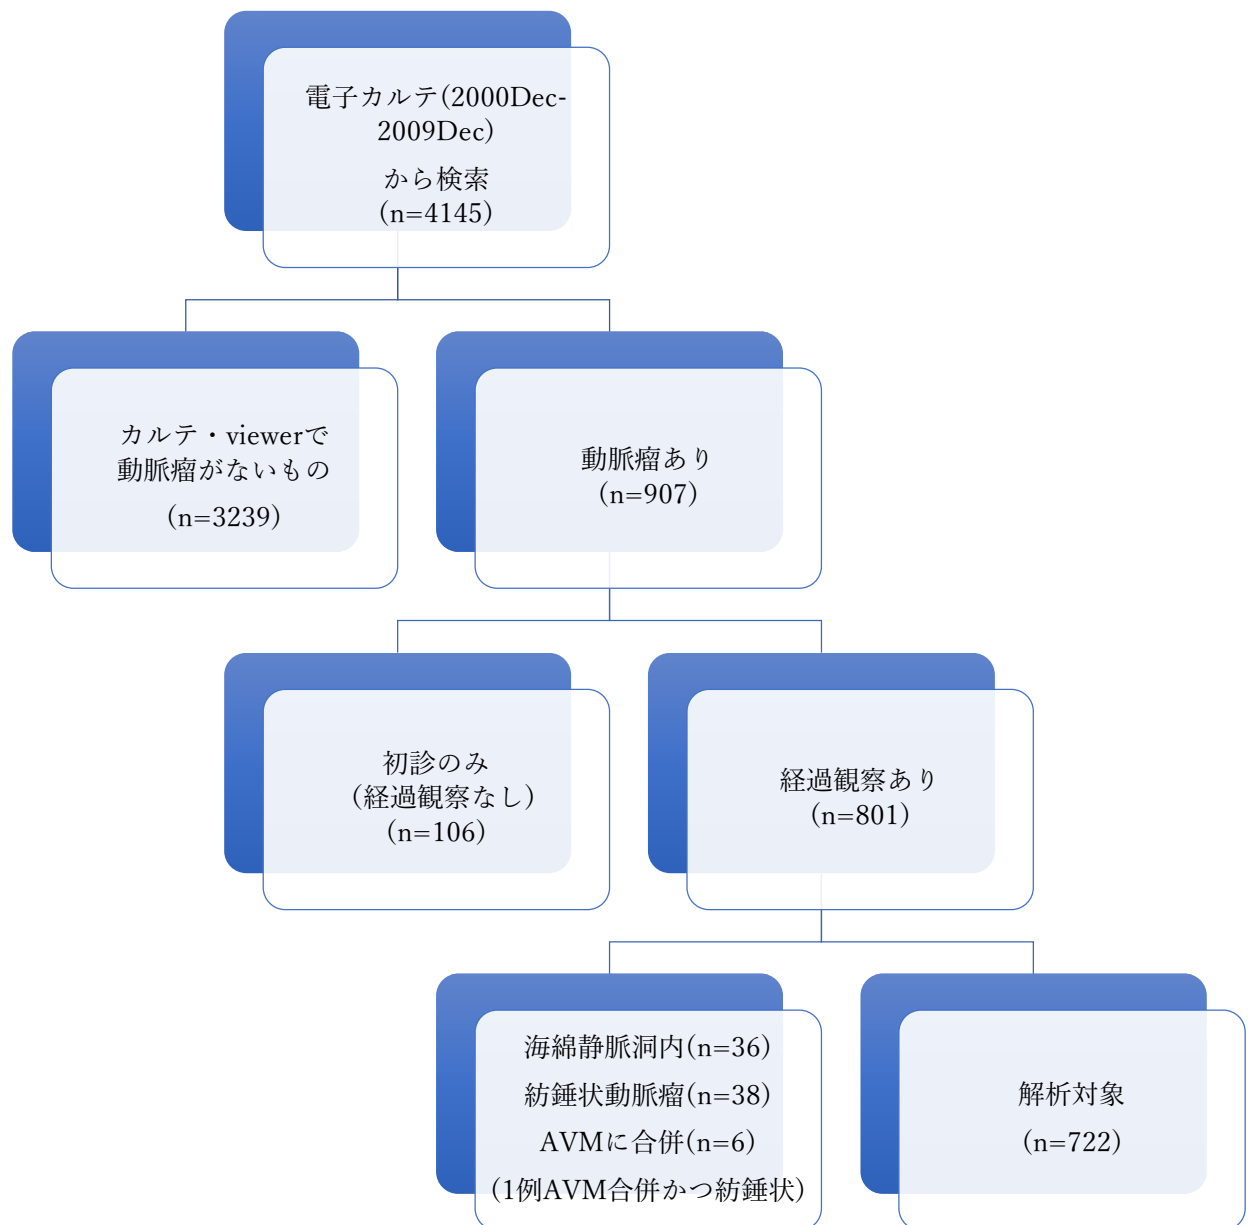 電子カルテ(2000Dec-
2009Dec)
から検索
(n=4145)
カルテ・viewerで
動脈瘤がないもの
(n=3239)
動脈瘤あり
(n=907)
初診のみ
(経過観察なし)
(n=106)
経過観察あり
(n=801)
海綿静脈洞内(n=36)
紡錘状動脈瘤(n=38)
AVMに合併(n=6)
(1例AVM合併かつ紡錘状)
解析対象
(n=722)